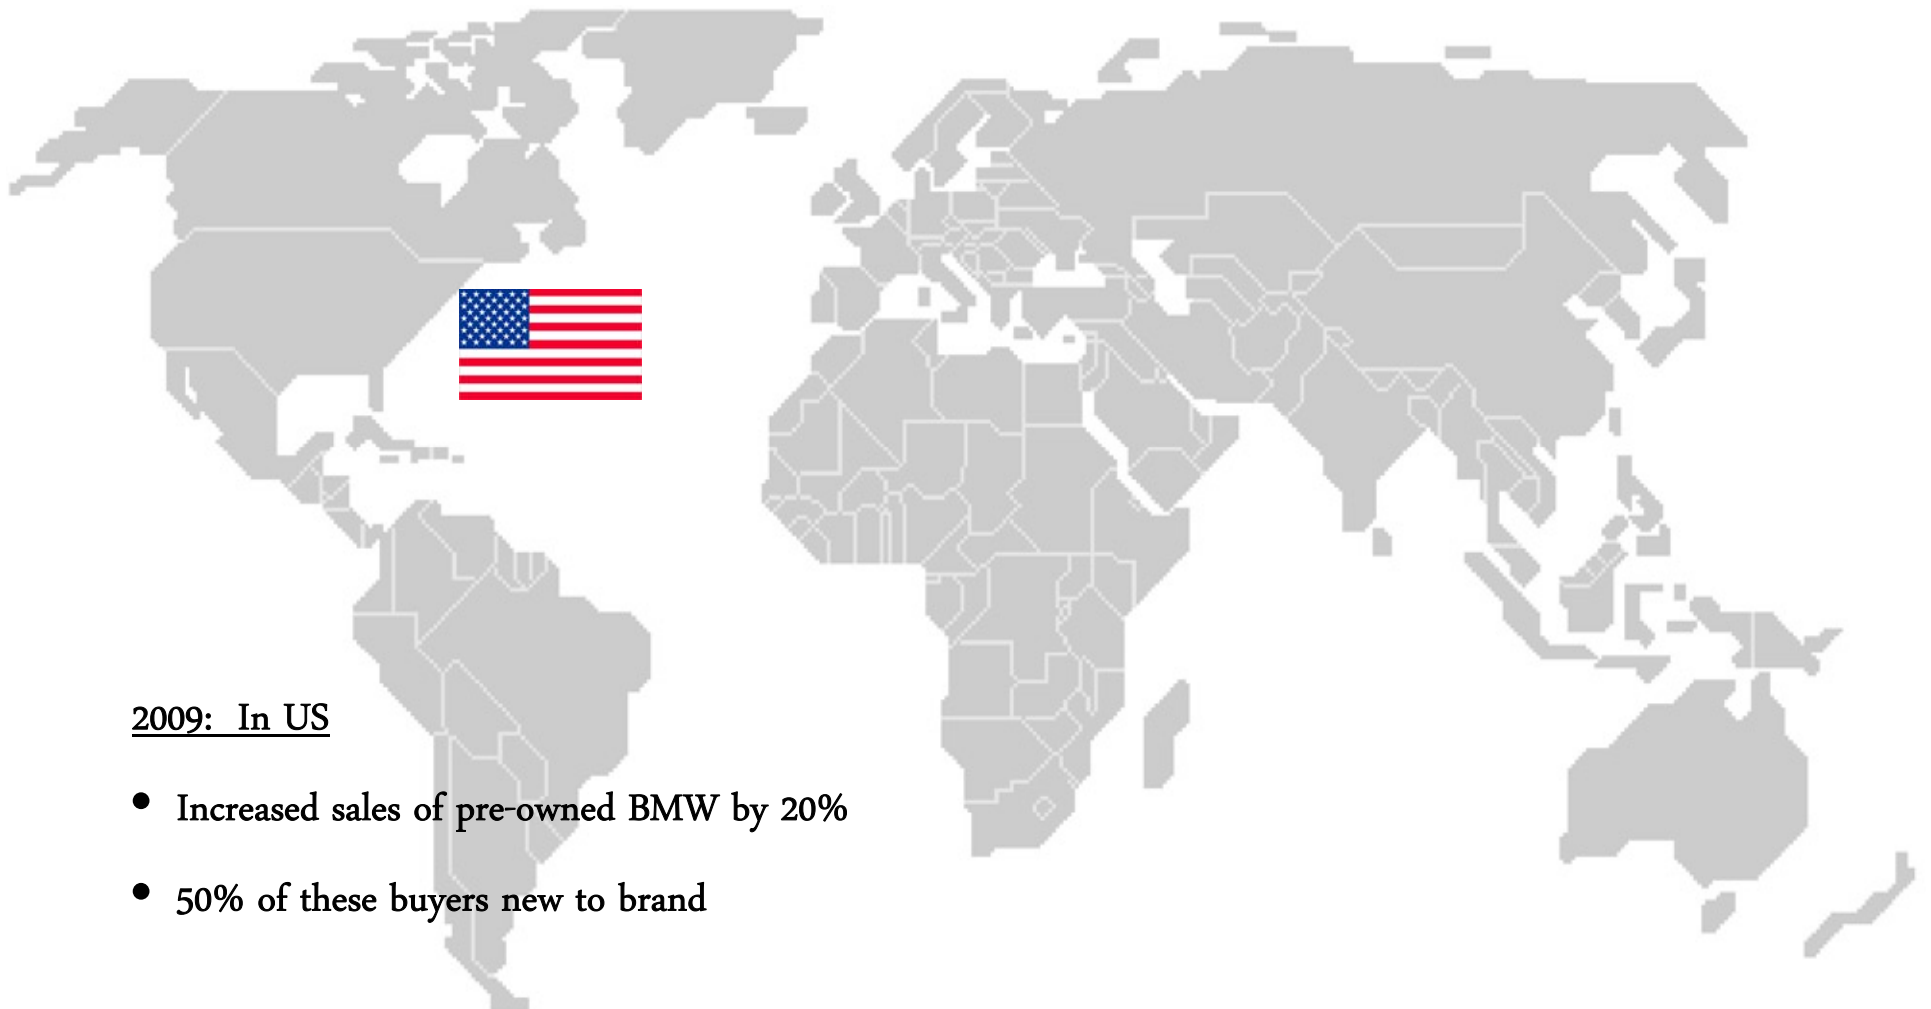 2009: In US
• Increased sales of pre-owned BMW by 20%
• 50% of these buyers new to brand